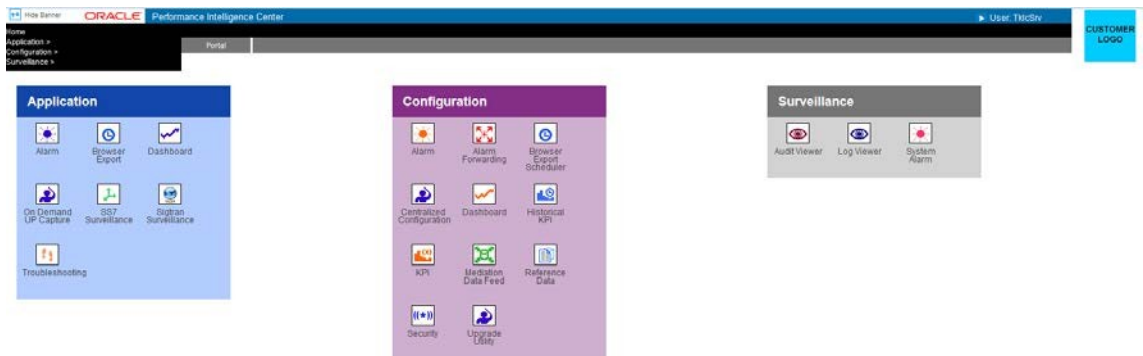 Hide Banner
ORACLE
Performance Intelligence Center
User: TklcSrv
CUSTOMER
LOGO
Home
Application >
Configuration >
Surveillance >
Portal
Application
Alarm
Browser
Export
Dashboard
On Demand
UP Capture
SS7
Surveillance
Sigtran
Surveillance
Troubleshooting
Configuration
Alarm
Alarm
Forwarding
Browser
Export
Scheduler
Centralized
Configuration
Dashboard
Historical
KPI
KPI
Mediation
Data Feed
Reference
Data
Security
Upgrade
Utility
Surveillance
Audit Viewer
Log Viewer
System
Alarm